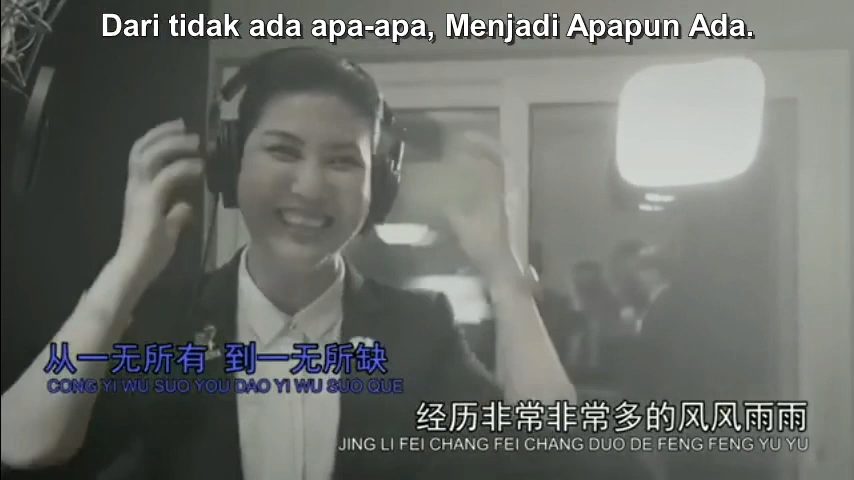 Dari tidak ada apa-apa, Menjadi Apapun Ada.
从一无所有 到一无所缺
CONG YI WU SUO YOU DAO YI WU SUO QUE
经历非常非常多的风风雨雨
JING LI FEI CHANG FEI CHANG DUO DE FENG FENG YU YU